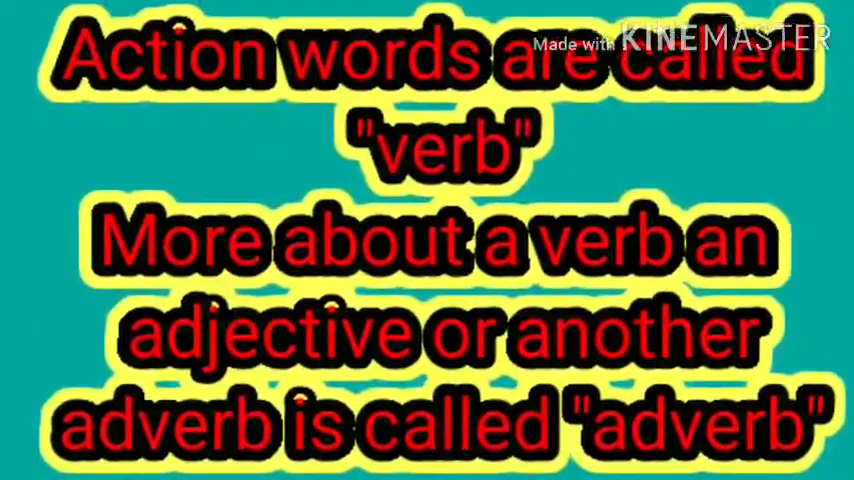 Made with KINEMASTER
Action words are called
"verb"
More about a verb an
adjective or another
adverb is called "adverb"